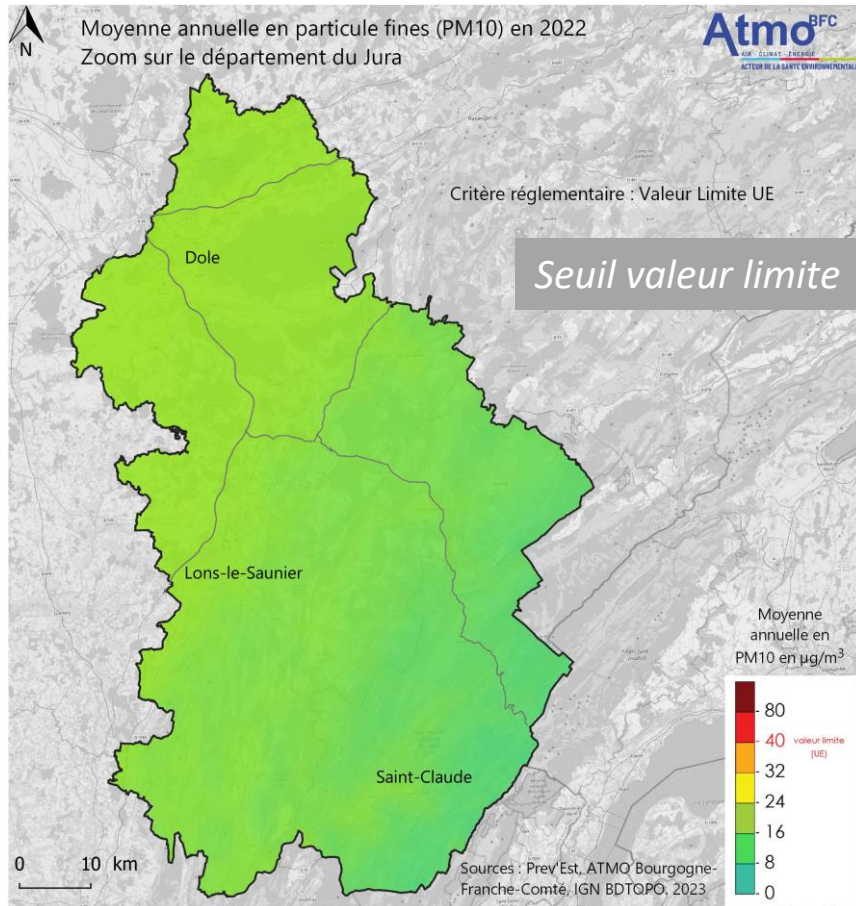 Moyenne annuelle en particule fines (PM10) en 2022
Zoom sur le département du Jura
N
Atmo BFC
AIR - CLIMAT - ÉNERGIE
ACTEUR DE LA SANTÉ ENVIRONNEMENTALE
Critère réglementaire : Valeur Limite UE
Seuil valeur limite
Dole
Lons-le-Saunier
Saint-Claude
Moyenne
annuelle en
PM10 en µg/m³
80
40 valeur limite
(UE)
32
24
16
8
0
0 10 km
Sources : Prev'Est, ATMO Bourgogne-
Franche-Comté, IGN BDTOPO, 2023